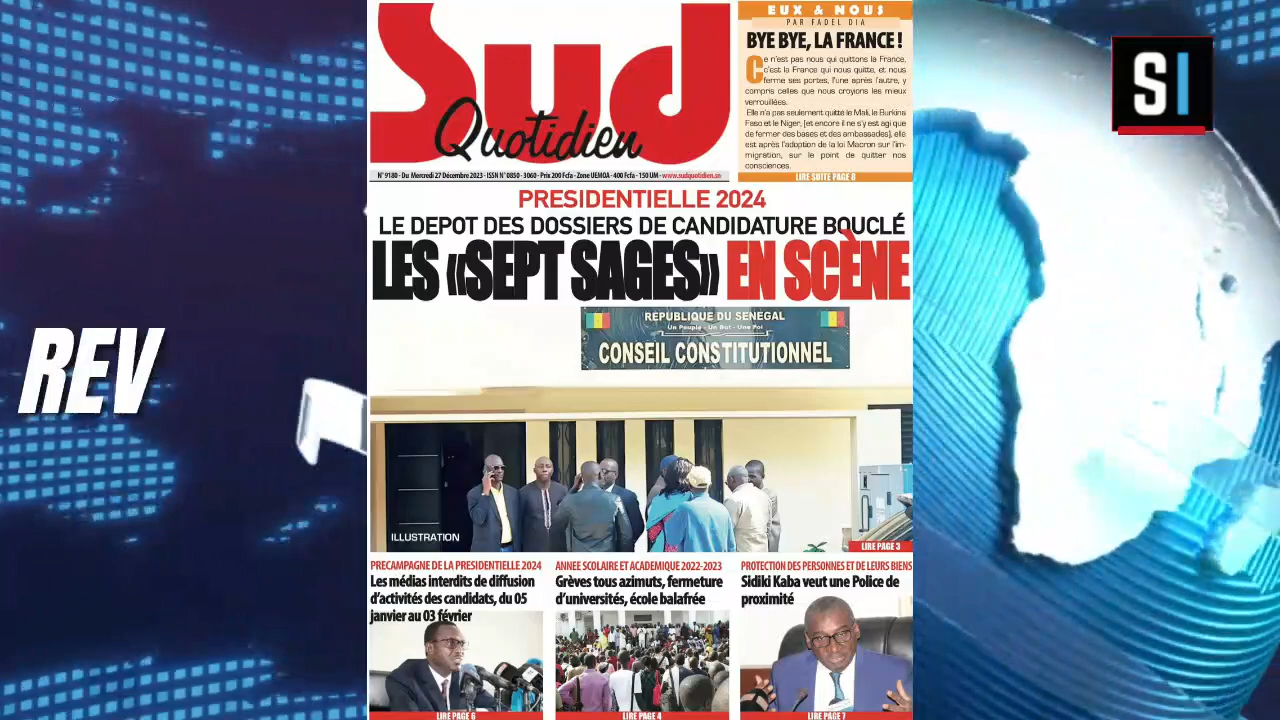 Sud
Quotidien
N° 9180 - Du Mercredi 27 Décembre 2023 - ISSN N° 0850 - 3060 - Prix 200 Fcfa - Zone UEMOA - 400 Fcfa - 150 UM - www.sudquotidien.sn
EUX & NOUS
PAR FADEL DIA
BYE BYE, LA FRANCE !
Ce n'est pas nous qui quittons la France,
c'est la France qui nous quitte, et nous
ferme ses portes, l'une après l'autre, y
compris celles que nous croyions les mieux
verrouillées.
Elle n'a pas seulement quitté le Mali, le Burkina
Faso et le Niger, (et encore il ne s'y est agi que
de fermer des bases et des ambassades), elle
est après l'adoption de la loi Macron sur l'im-
migration, sur le point de quitter nos
consciences.
LIRE SUITE PAGE 8
SI
PRESIDENTIELLE 2024
LE DEPOT DES DOSSIERS DE CANDIDATURE BOUCLÉ
LES «SEPT SAGES» EN SCÈNE
REPUBLIQUE DU SENEGAL
Un Peuple - Un But - Une Foi
CONSEIL CONSTITUTIONNEL
REV
ILLUSTRATION
LIRE PAGE 3
PRECAMPAGNE DE LA PRESIDENTIELLE 2024
Les médias interdits de diffusion
d'activités des candidats, du 05
janvier au 03 février
LIRE PAGE 6
ANNEE SCOLAIRE ET ACADEMIQUE 2022-2023
Grèves tous azimuts, fermeture
d'universités, école balafrée
LIRE PAGE 4
PROTECTION DES PERSONNES ET DE LEURS BIENS
Sidiki Kaba veut une Police de
proximité
LIRE PAGE 7